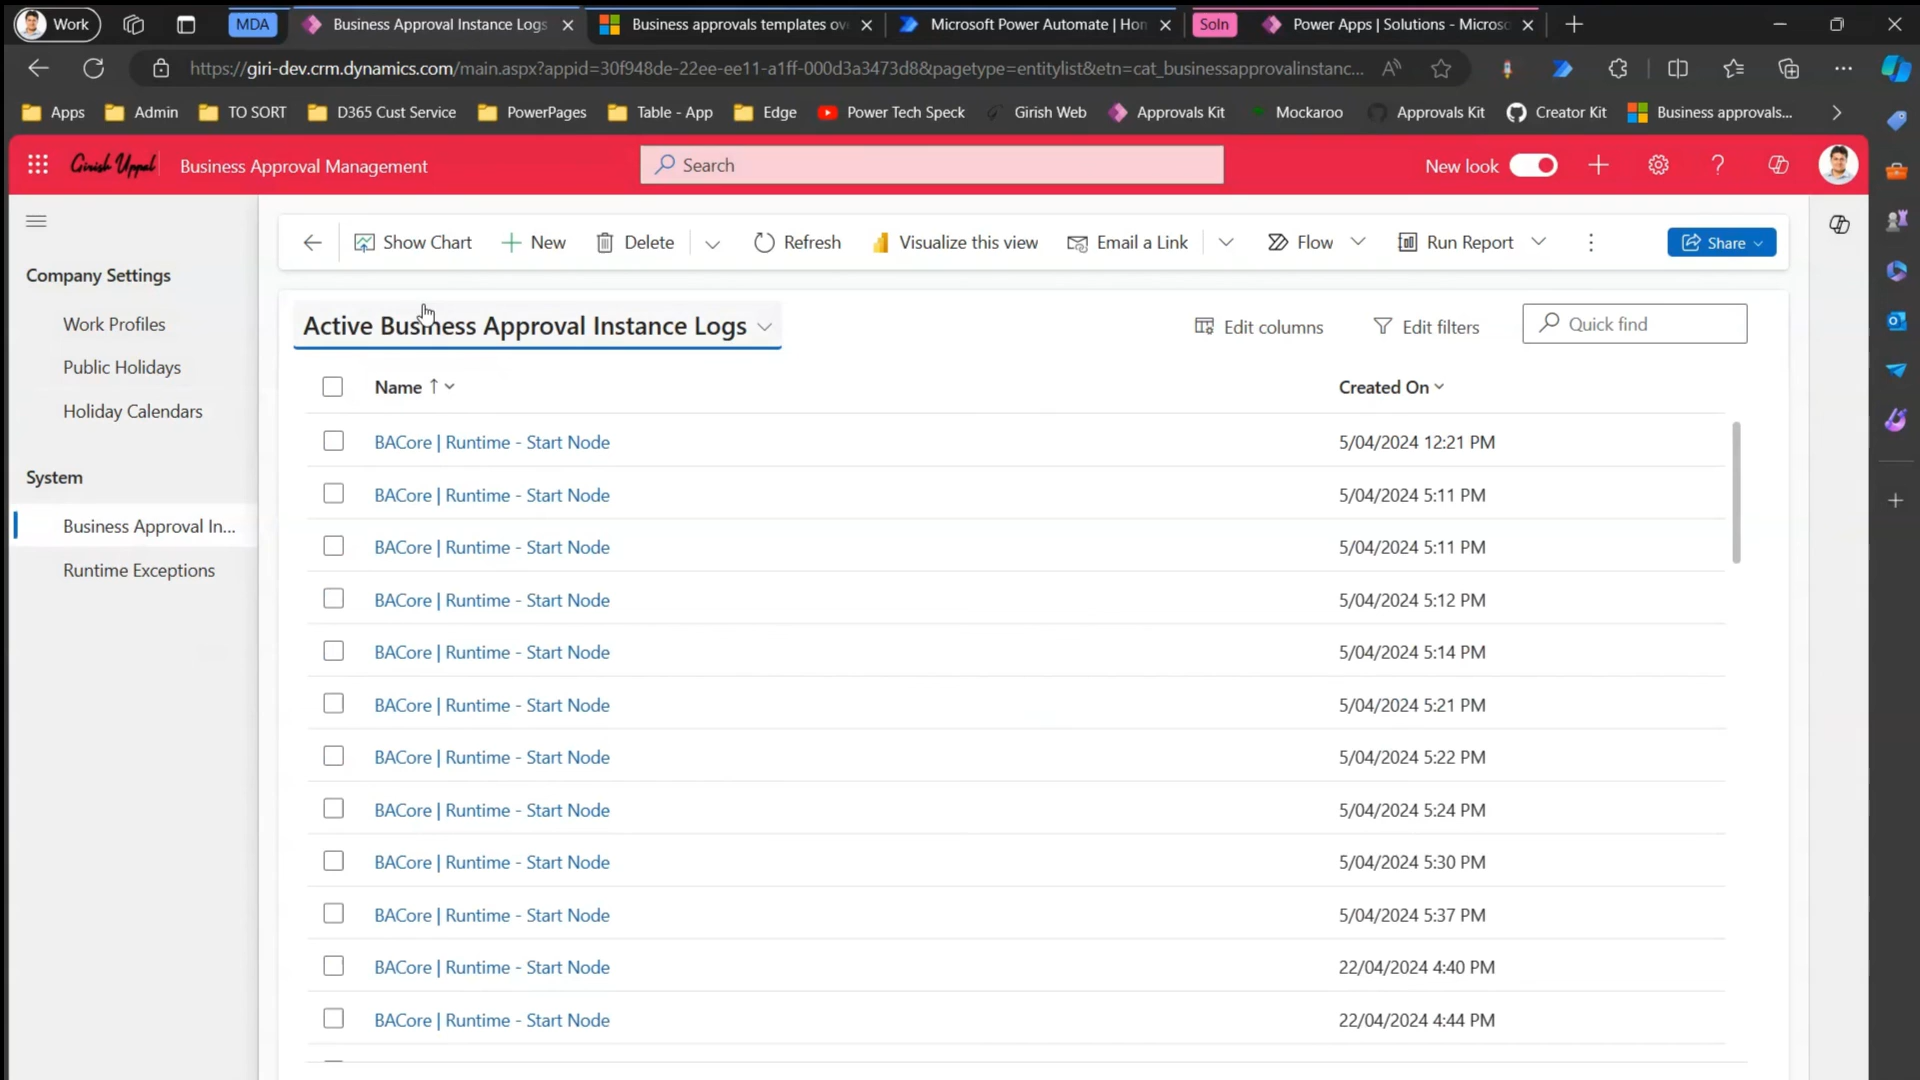 Work
MDA
Business Approval Instance Logs
Business approvals templates ov
Microsoft Power Automate | Hon
Soln
Power Apps | Solutions - Micros
https://giri-dev.crm.dynamics.com/main.aspx?appid=30f948de-22ee-ee11-a1ff-000d3a3473d8&pagetype=entitylist&etn=cat_businessapprovalinstanc...
Apps
Admin
TO SORT
D365 Cust Service
PowerPages
Table - App
Edge
Power Tech Speck
Girish Web
Approvals Kit
Mockaroo
Approvals Kit
Creator Kit
Business approvals...
Girish Uppal
Business Approval Management
Search
New look
Show Chart
New
Delete
Refresh
Visualize this view
Email a Link
Flow
Run Report
Share
Company Settings
Work Profiles
Public Holidays
Holiday Calendars
System
Business Approval In...
Runtime Exceptions
Active Business Approval Instance Logs
Edit columns
Edit filters
Quick find
Name ↑
Created On
BACore | Runtime - Start Node 5/04/2024 12:21 PM
BACore | Runtime - Start Node 5/04/2024 5:11 PM
BACore | Runtime - Start Node 5/04/2024 5:11 PM
BACore | Runtime - Start Node 5/04/2024 5:12 PM
BACore | Runtime - Start Node 5/04/2024 5:14 PM
BACore | Runtime - Start Node 5/04/2024 5:21 PM
BACore | Runtime - Start Node 5/04/2024 5:22 PM
BACore | Runtime - Start Node 5/04/2024 5:24 PM
BACore | Runtime - Start Node 5/04/2024 5:30 PM
BACore | Runtime - Start Node 5/04/2024 5:37 PM
BACore | Runtime - Start Node 22/04/2024 4:40 PM
BACore | Runtime - Start Node 22/04/2024 4:44 PM